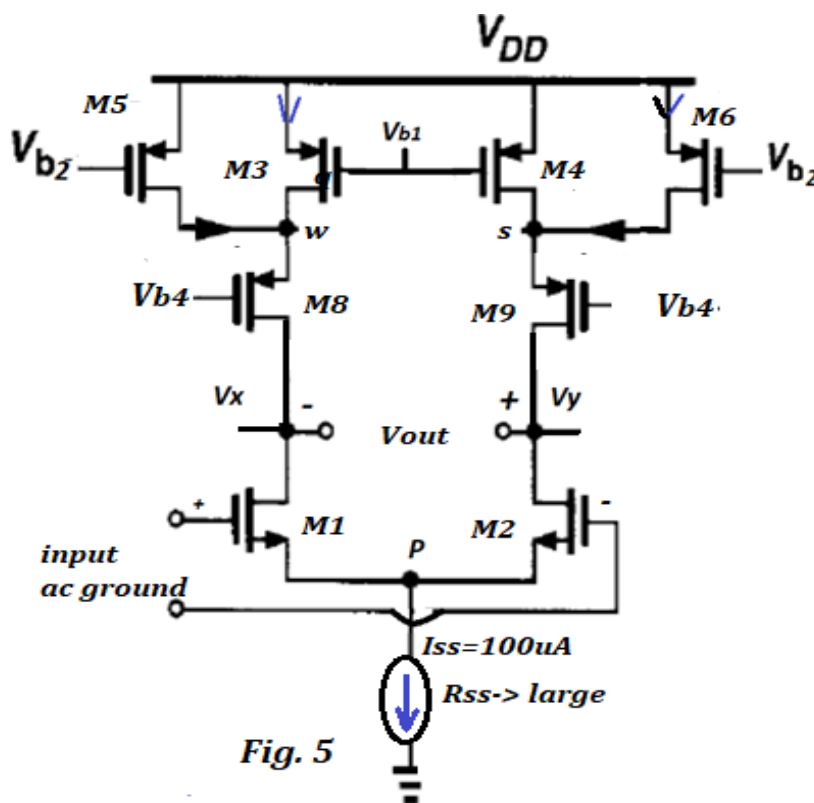 VDD
M5
M6
Vb2
M3
Vb1
M4
Vb2
q
w
s
Vb4
M8
M9
Vb4
Vx
-
Vout
+
Vy
+
M1
M2
-
P
input
ac ground
Iss=100uA
Rss-> large
Fig. 5